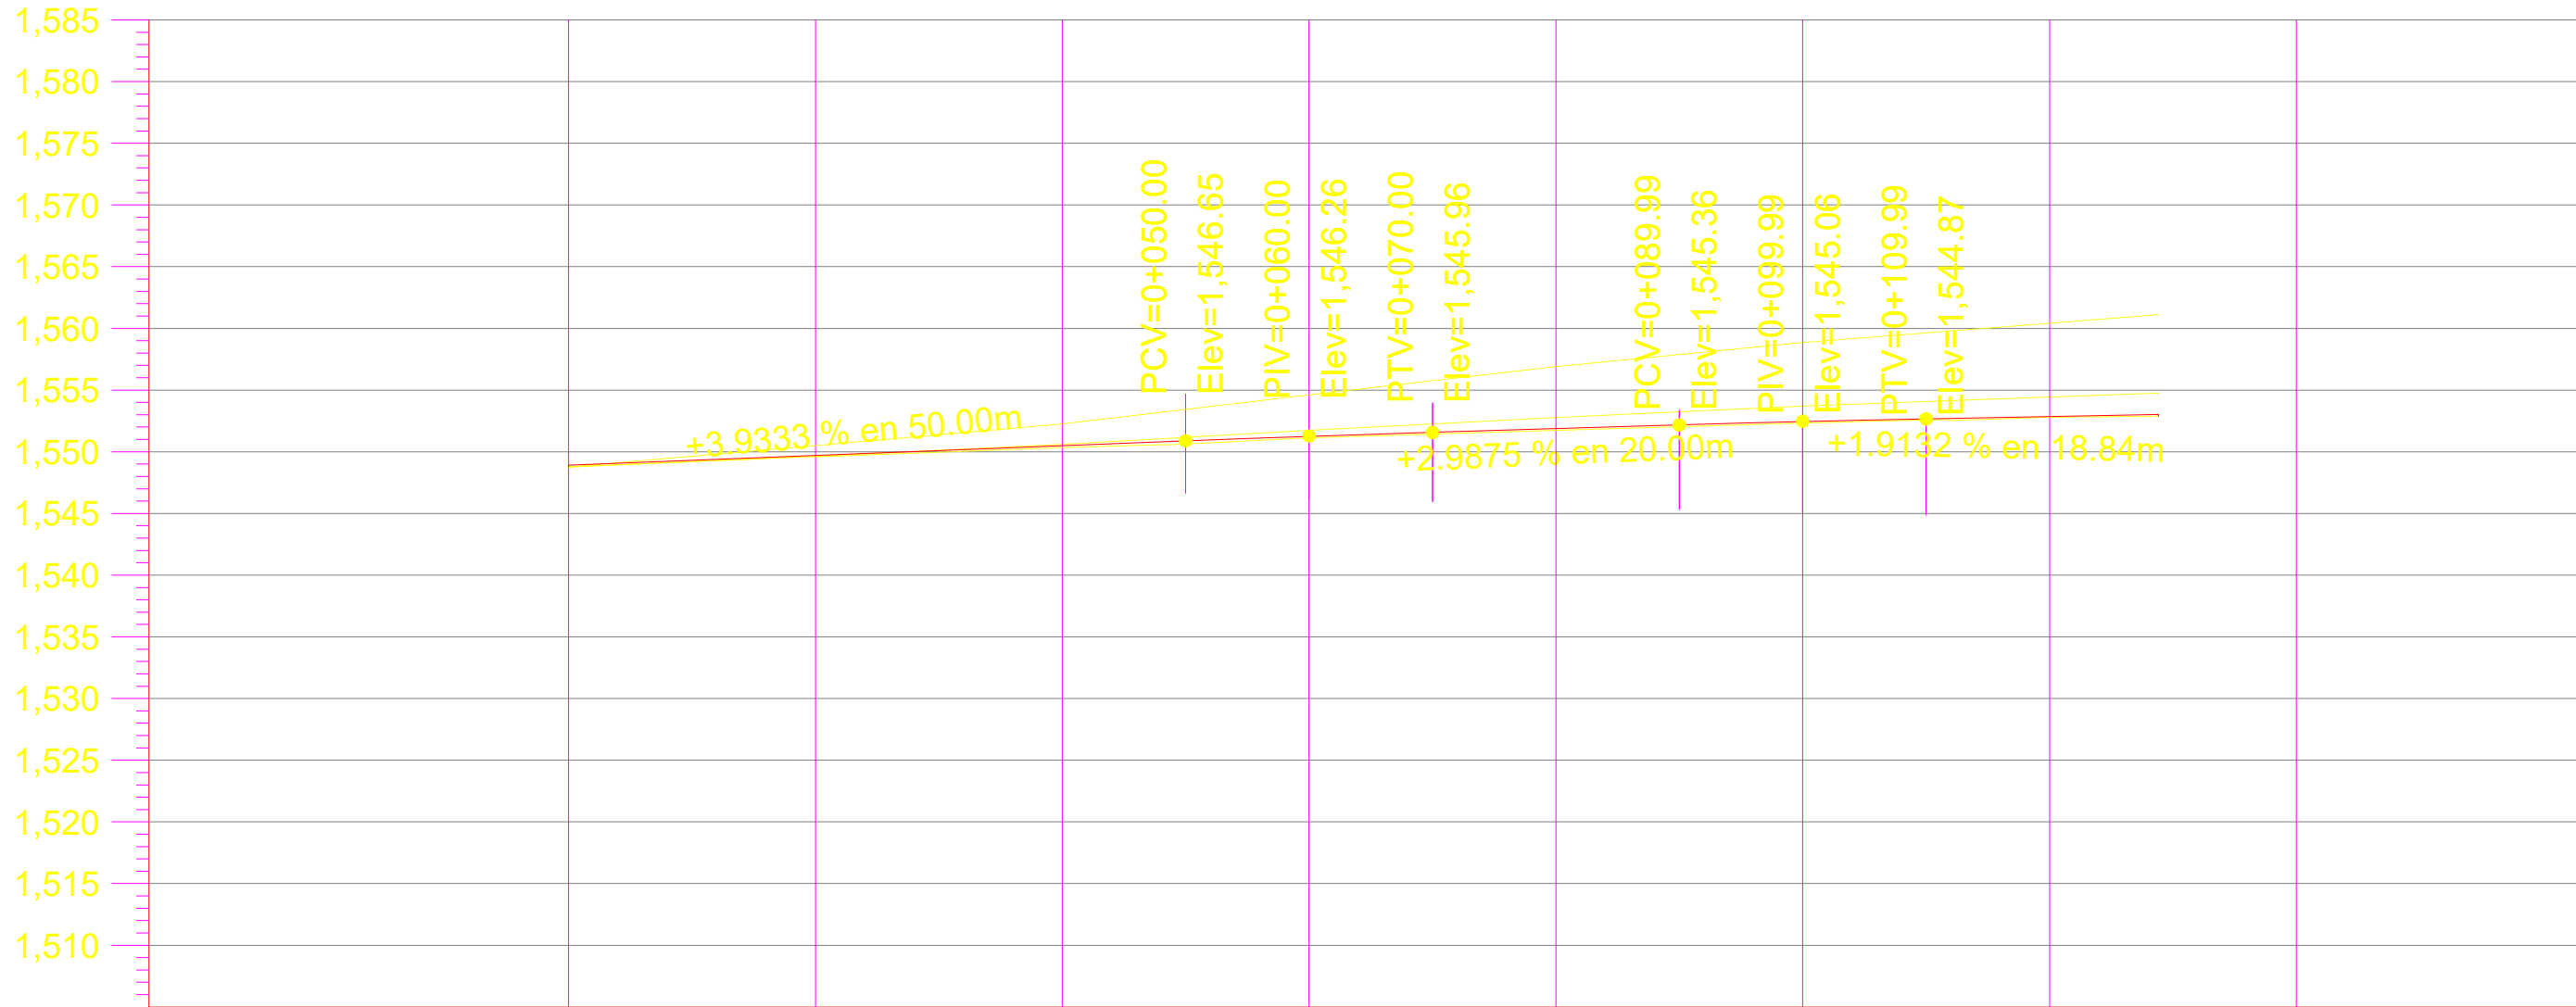 1,585
1,580
1,575
1,570
1,565
1,560
1,555
1,550
1,545
1,540
1,535
1,530
1,525
1,520
1,515
1,510
PCV=0+050.00
Elev=1,546.65
PIV=0+060.00
Elev=1,546.26
PTV=0+070.00
Elev=1,545.96
PCV=0+089.99
Elev=1,545.36
PIV=0+099.99
Elev=1,545.06
PTV=0+109.99
Elev=1,544.87
+3.9333 % en 50.00m
+2.9875 % en 20.00m
+1.9132 % en 18.84m